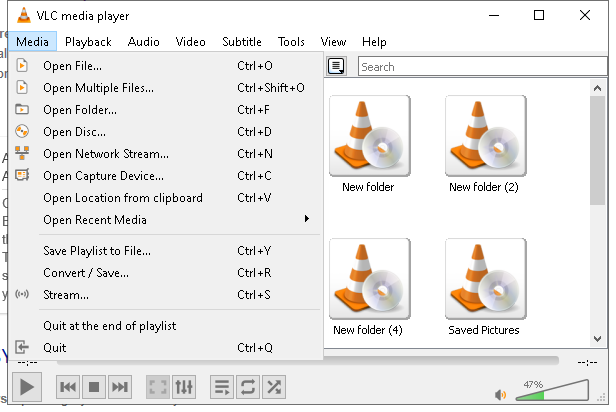 VLC media player
Media Playback Audio Video Subtitle Tools View Help
Open File... Ctrl+O
Open Multiple Files... Ctrl+Shift+O
Open Folder... Ctrl+F
Open Disc... Ctrl+D
Open Network Stream... Ctrl+N
Open Capture Device... Ctrl+C
Open Location from clipboard Ctrl+V
Open Recent Media
Save Playlist to File... Ctrl+Y
Convert / Save... Ctrl+R
Stream... Ctrl+S
Quit at the end of playlist
Quit Ctrl+Q
Search
New folder
New folder (2)
New folder (4)
Saved Pictures
--:-- --:--
47%